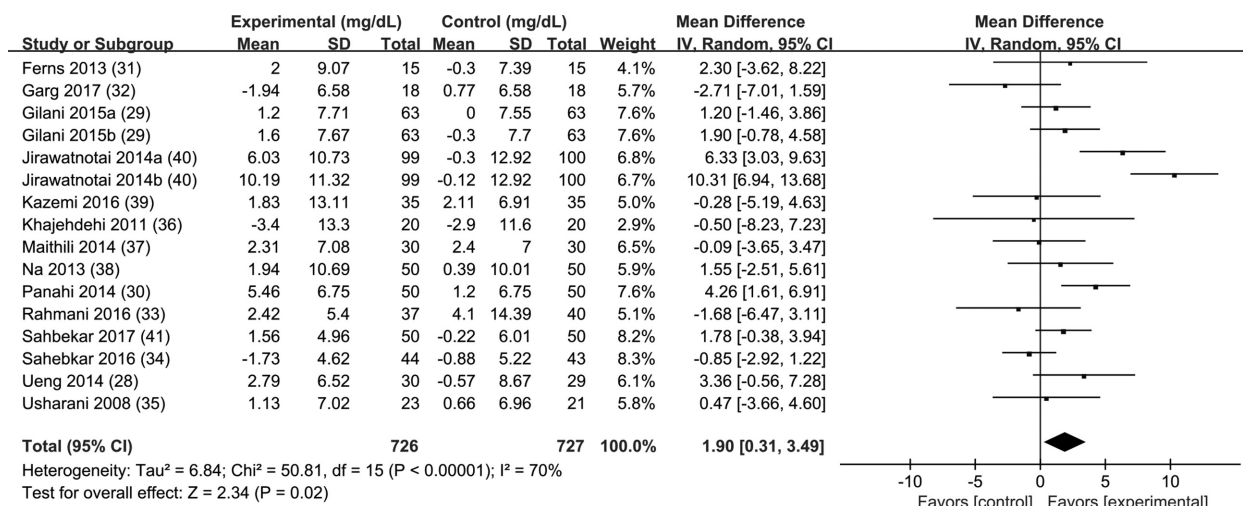 Experimental (mg/dL) Control (mg/dL) Mean Difference Mean Difference
Study or Subgroup Mean SD Total Mean SD Total Weight IV, Random, 95% CI IV, Random, 95% CI
Ferns 2013 (31) 2 9.07 15 -0.3 7.39 15 4.1% 2.30 [-3.62, 8.22]
Garg 2017 (32) -1.94 6.58 18 0.77 6.58 18 5.7% -2.71 [-7.01, 1.59]
Gilani 2015a (29) 1.2 7.71 63 0 7.55 63 7.6% 1.20 [-1.46, 3.86]
Gilani 2015b (29) 1.6 7.67 63 -0.3 7.7 63 7.6% 1.90 [-0.78, 4.58]
Jirawatnotai 2014a (40) 6.03 10.73 99 -0.3 12.92 100 6.8% 6.33 [3.03, 9.63]
Jirawatnotai 2014b (40) 10.19 11.32 99 -0.12 12.92 100 6.7% 10.31 [6.94, 13.68]
Kazemi 2016 (39) 1.83 13.11 35 2.11 6.91 35 5.0% -0.28 [-5.19, 4.63]
Khajehdehi 2011 (36) -3.4 13.3 20 -2.9 11.6 20 2.9% -0.50 [-8.23, 7.23]
Maithili 2014 (37) 2.31 7.08 30 2.4 7 30 6.4% -0.09 [-3.65, 3.47]
Na 2013 (38) 1.94 10.69 50 0.39 10.01 50 5.9% 1.55 [-2.51, 5.61]
Panahi 2014 (30) 5.46 6.75 50 1.2 6.75 50 7.6% 4.26 [1.61, 6.91]
Rahmani 2016 (33) 2.42 5.4 37 4.1 14.39 40 5.1% -1.68 [-6.47, 3.11]
Sahbekar 2017 (41) 1.56 4.96 50 -0.22 6.01 50 8.2% 1.78 [-0.38, 3.94]
Sahebkar 2016 (34) -1.73 4.62 44 -0.88 5.22 43 8.3% -0.85 [-2.92, 1.22]
Ueng 2014 (28) 2.79 6.52 30 -0.57 8.67 29 6.1% 3.36 [-0.56, 7.28]
Usharani 2008 (35) 1.13 7.02 23 0.66 6.96 21 5.8% 0.47 [-3.66, 4.60]
Total (95% CI) 726 727 100.0% 1.90 [0.31, 3.49]
Heterogeneity: Tau² = 6.84; Chi² = 50.81, df = 15 (P < 0.00001); I² = 70%
Test for overall effect: Z = 2.34 (P = 0.02)
-10 -5 0 5 10
Favors [control] Favors [experimental]